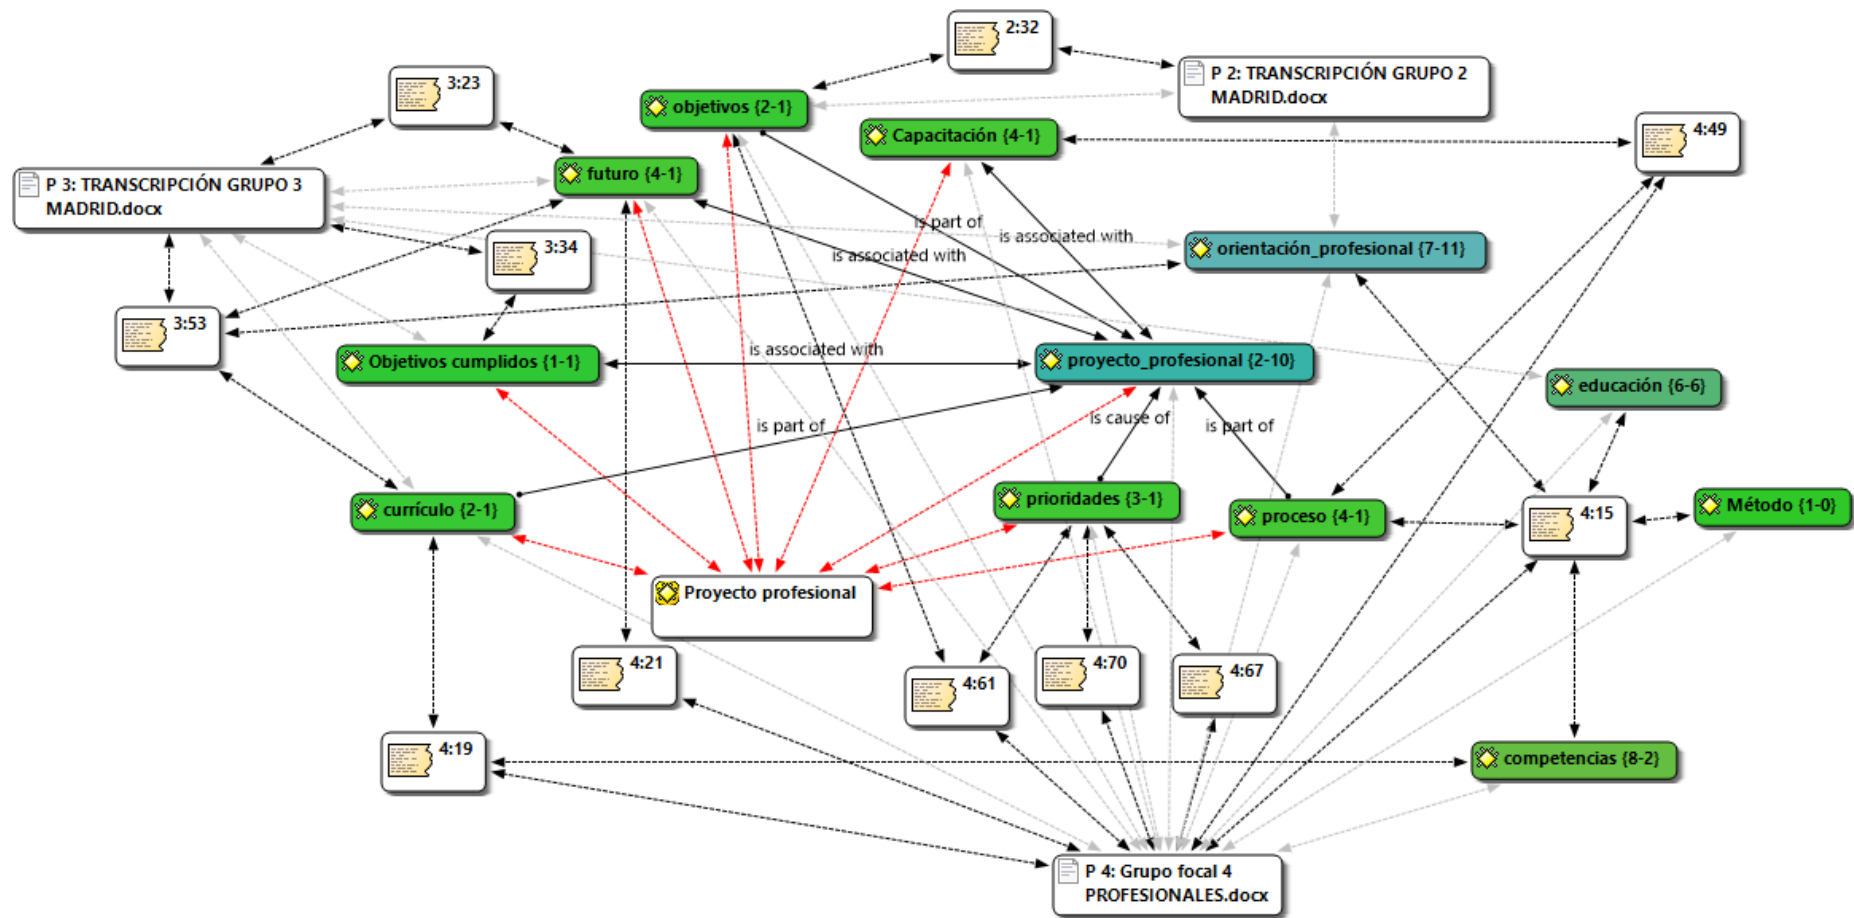 2:32
P 2: TRANSCRIPCIÓN GRUPO 2
MADRID.docx
3:23
objetivos {2-1}
Capacitación {4-1}
4:49
futuro {4-1}
P 3: TRANSCRIPCIÓN GRUPO 3
MADRID.docx
is part of
is associated with
orientación_profesional {7-11}
3:34
is associated with
3:53
is associated with
Objetivos cumplidos {1-1}
proyecto_profesional {2-10}
educación {6-6}
is part of
is cause of
is part of
currículo {2-1}
prioridades {3-1}
proceso {4-1}
4:15
Método {1-0}
Proyecto profesional
4:21
4:61
4:70
4:67
4:19
competencias {8-2}
P 4: Grupo focal 4
PROFESIONALES.docx